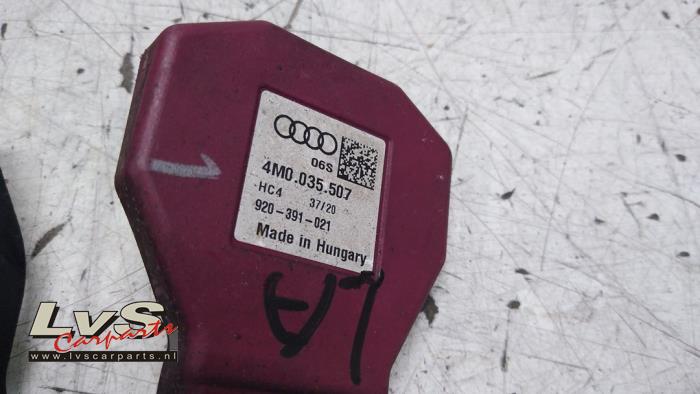 06S
4M0.035.507
HC4 37/20
920-391-021
Made in Hungary
LA
LvS
Carparts
www.lvscarparts.nl